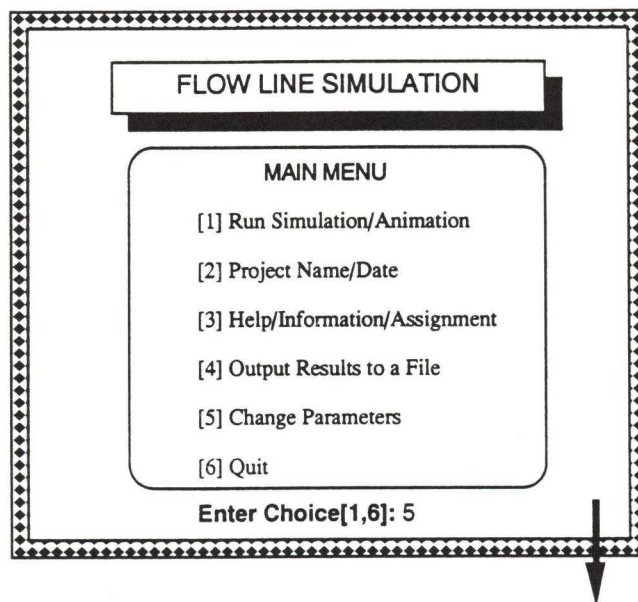 FLOW LINE SIMULATION
MAIN MENU
[1] Run Simulation/Animation
[2] Project Name/Date
[3] Help/Information/Assignment
[4] Output Results to a File
[5] Change Parameters
[6] Quit
Enter Choice[1,6]: 5